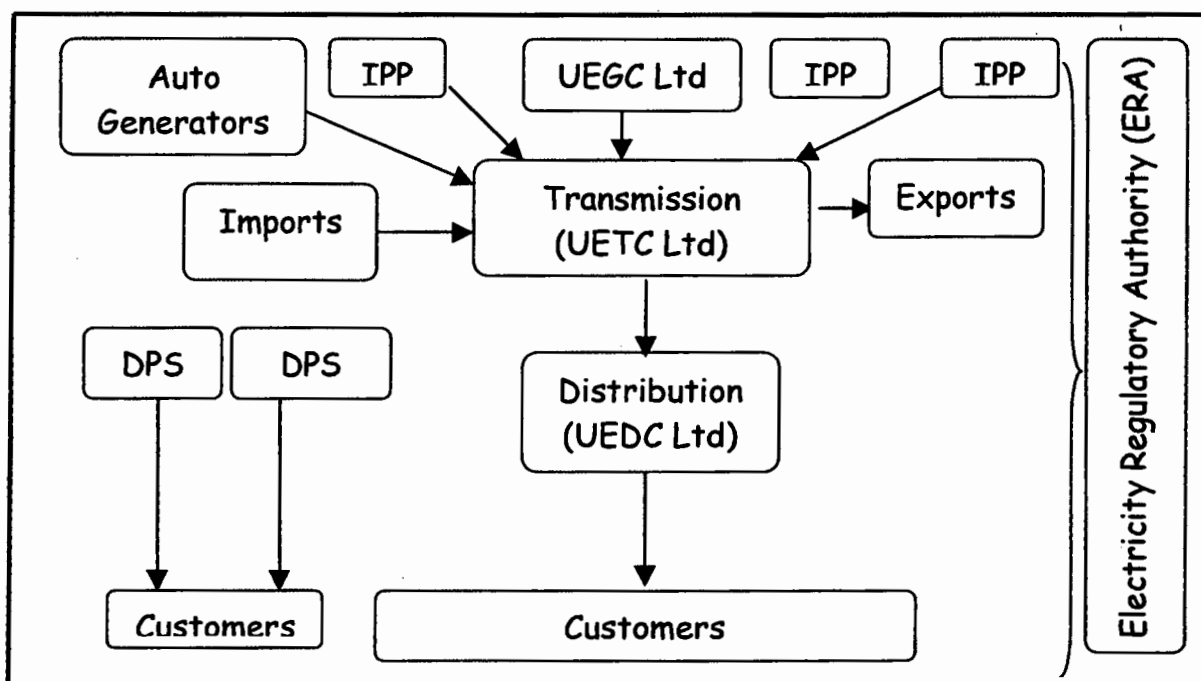 Auto
Generators
IPP
UEGC Ltd
IPP
IPP
Imports
Transmission
(UETC Ltd)
Exports
DPS
DPS
Distribution
(UEDC Ltd)
Customers
Customers
Electricity Regulatory Authority (ERA)